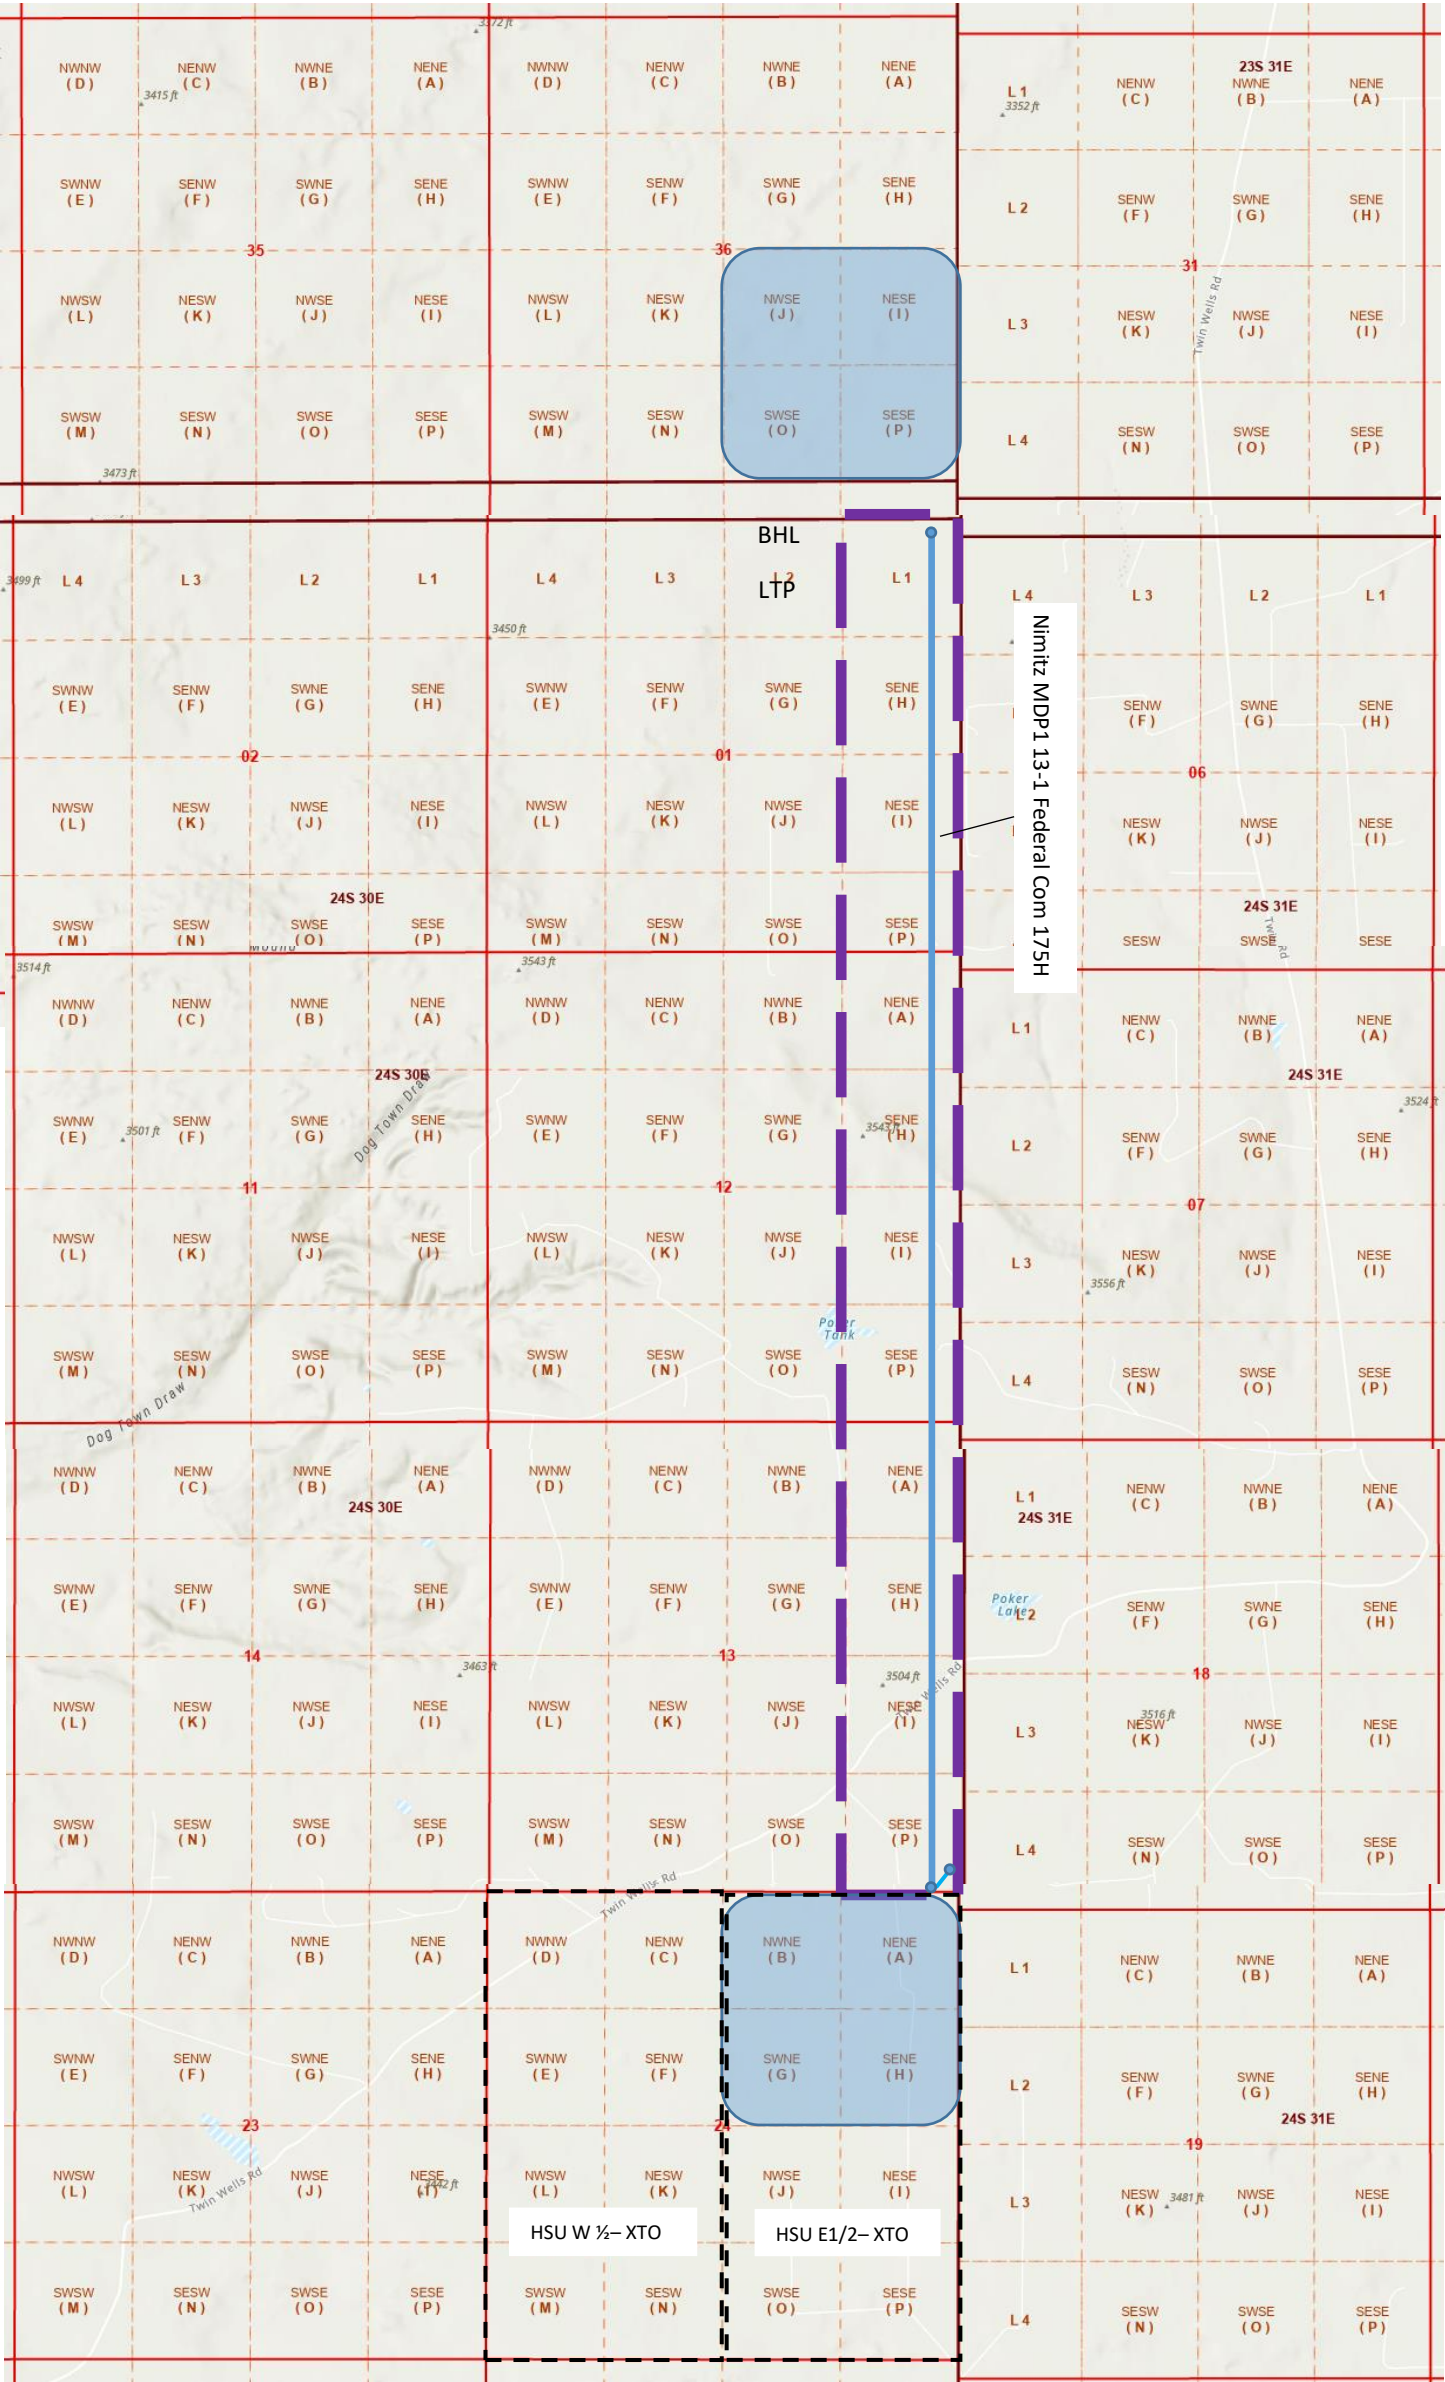 3372 ft
NWNW NENW NWNE NENE NWNW NENW NWNE NENE
(D) (C) (B) (A) (D) (C) (B) (A)
3415 ft
23S 31E
L 1 NENW NWNE NENE
(C) (B) (A)
3352 ft
SWNW SENW SWNE SENE SWNW SENW SWNE SENE
(E) (F) (G) (H) (E) (F) (G) (H)
L 2 SENW SWNE SENE
(F) (G) (H)
35 36 31
NWSW NESW NWSE NESE NWSW NESW NWSE NESE
(L) (K) (J) (I) (L) (K) (J) (I)
L 3 NESW NWSE NESE
(K) (J) (I)
Twin Wells Rd
SWSW SESW SWSE SESE SWSW SESW SWSE SESE
(M) (N) (O) (P) (M) (N) (O) (P)
L 4 SESW SWSE SESE
(N) (O) (P)
3473 ft
BHL
3499 ft L 4 L 3 L 2 L 1 L 4 L 3 L 2 L 1
LTP
L 4 L 3 L 2 L 1
3450 ft
Nimitz MDP1 13-1 Federal Com 175H
SWNW SENW SWNE SENE SWNW SENW SWNE SENE
(E) (F) (G) (H) (E) (F) (G) (H)
SENW SWNE SENE
(F) (G) (H)
02 01 06
NWSW NESW NWSE NESE NWSW NESW NWSE NESE
(L) (K) (J) (I) (L) (K) (J) (I)
NESW NWSE NESE
(K) (J) (I)
24S 30E 24S 31E
SWSW SESW SWSE SESE SWSW SESW SWSE SESE
(M) (N) (O) (P) (M) (N) (O) (P)
SESW SWSE SESE
Rd
3514 ft 3543 ft
NWNW NENW NWNE NENE NWNW NENW NWNE NENE
(D) (C) (B) (A) (D) (C) (B) (A)
L 1 NENW NWNE NENE
(C) (B) (A)
24S 30E 24S 31E
Dog Town Draw
3524 ft
SWNW SENW SWNE SENE SWNW SENW SWNE SENE
(E) (F) (G) (H) (E) (F) (G) (H)
3501 ft 3543 ft
L 2 SENW SWNE SENE
(F) (G) (H)
11 12 07
NWSW NESW NWSE NESE NWSW NESW NWSE NESE
(L) (K) (J) (I) (L) (K) (J) (I)
L 3 NESW NWSE NESE
(K) (J) (I)
3556 ft
Poker
Tank
SWSW SESW SWSE SESE SWSW SESW SWSE SESE
(M) (N) (O) (P) (M) (N) (O) (P)
L 4 SESW SWSE SESE
(N) (O) (P)
Dog Town Draw
NWNW NENW NWNE NENE NWNW NENW NWNE NENE
(D) (C) (B) (A) (D) (C) (B) (A)
L 1 NENW NWNE NENE
(C) (B) (A)
24S 30E 24S 31E
SWNW SENW SWNE SENE SWNW SENW SWNE SENE
(E) (F) (G) (H) (E) (F) (G) (H)
Poker
Lake
L 2 SENW SWNE SENE
(F) (G) (H)
14 13 18
3463 ft 3504 ft
Twin Wells Rd
NWSW NESW NWSE NESE NWSW NESW NWSE NESE
(L) (K) (J) (I) (L) (K) (J) (I)
3516 ft
L 3 NESW NWSE NESE
(K) (J) (I)
SWSW SESW SWSE SESE SWSW SESW SWSE SESE
(M) (N) (O) (P) (M) (N) (O) (P)
L 4 SESW SWSE SESE
(N) (O) (P)
Twin Wells Rd
NWNW NENW NWNE NENE NWNW NENW NWNE NENE
(D) (C) (B) (A) (D) (C) (B) (A)
L 1 NENW NWNE NENE
(C) (B) (A)
SWNW SENW SWNE SENE SWNW SENW SWNE SENE
(E) (F) (G) (H) (E) (F) (G) (H)
L 2 SENW SWNE SENE
(F) (G) (H)
24S 31E
23 24 19
NWSW NESW NWSE NESE NWSW NESW NWSE NESE
(L) (K) (J) (I) (L) (K) (J) (I)
3442 ft
Twin Wells Rd
L 3 NESW NWSE NESE
(K) 3481 ft (J) (I)
HSU W ½– XTO HSU E1/2– XTO
SWSW SESW SWSE SESE SWSW SESW SWSE SESE
(M) (N) (O) (P) (M) (N) (O) (P)
L 4 SESW SWSE SESE
(N) (O) (P)